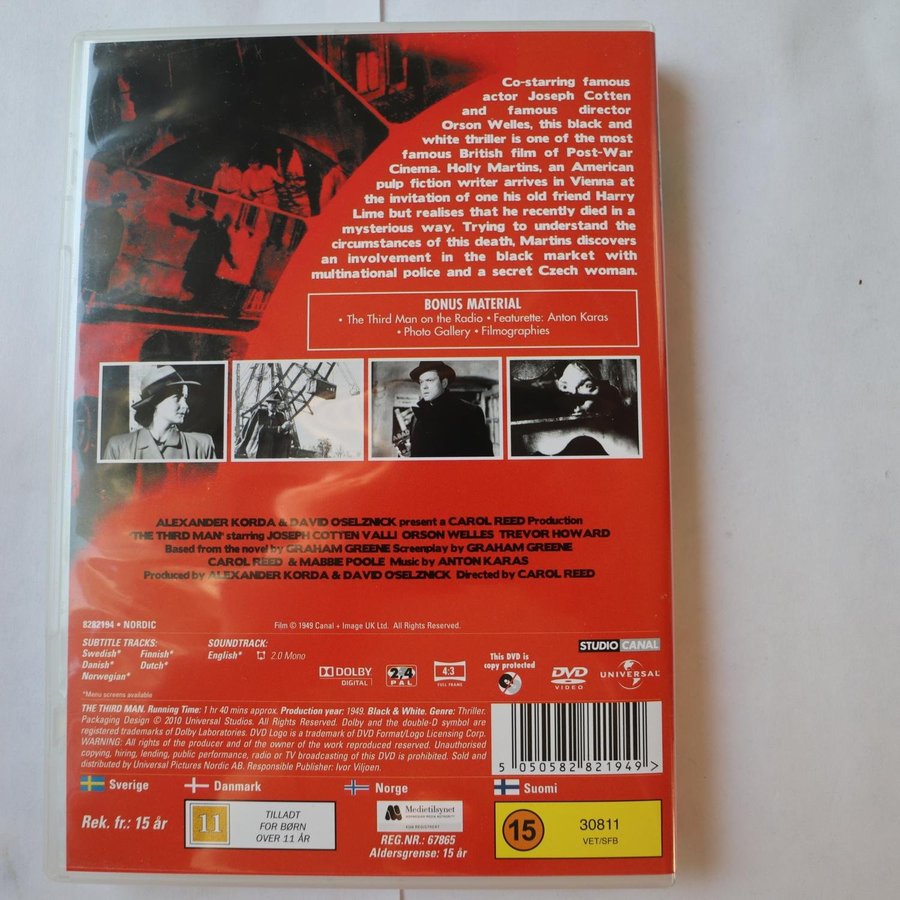 Co-starring famous
actor Joseph Cotten
and famous director
Orson Welles, this black and
white thriller is one of the most
famous British film of Post-War
Cinema. Holly Martins, an American
pulp fiction writer arrives in Vienna at
the invitation of one his old friend Harry
Lime but realises that he recently died in a
mysterious way. Trying to understand the
circumstances of this death, Martins discovers
an involvement in the black market with
multinational police and a secret Czech woman.
BONUS MATERIAL
• The Third Man on the Radio • Featurette: Anton Karas
• Photo Gallery • Filmographies
ALEXANDER KORDA & DAVID O'SELZNICK present a CAROL REED Production
'THE THIRD MAN' starring JOSEPH COTTEN VALLI ORSON WELLES TREVOR HOWARD
Based from the novel by GRAHAM GREENE Screenplay by GRAHAM GREENE
CAROL REED & MABBIE POOLE Music by ANTON KARAS
Produced by ALEXANDER KORDA & DAVID O'SELZNICK Directed by CAROL REED
8282194 • NORDIC
Film © 1949 Canal + Image UK Ltd. All Rights Reserved.
SUBTITLE TRACKS:
Swedish* Finnish*
Danish* Dutch*
Norwegian*
*Menu screens available
SOUNDTRACK:
English* 2.0 Mono
DOLBY
DIGITAL
2,4
PAL
4:3
FULL FRAME
This DVD is
copy protected
STUDIO CANAL
DVD
VIDEO
UNIVERSAL
THE THIRD MAN. Running Time: 1 hr 40 mins approx. Production year: 1949. Black & White. Genre: Thriller.
Packaging Design © 2010 Universal Studios. All Rights Reserved. Dolby and the double-D symbol are
registered trademarks of Dolby Laboratories. DVD Logo is a trademark of DVD Format/Logo Licensing Corp.
WARNING: All rights of the producer and of the owner of the work reproduced reserved. Unauthorised
copying, hiring, lending, public performance, radio or TV broadcasting of this DVD is prohibited. Sold and
distributed by Universal Pictures Nordic AB. Responsible Publisher: Ivor Viljoen.
5 050582 821949 >
Sverige
Rek. fr.: 15 år
Danmark
11
TILLADT
FOR BØRN
OVER 11 ÅR
Norge
Medietilsynet
NORWEGIAN MEDIA AUTHORITY
KUN REGISTRERT
REG.NR.: 67865
Aldersgrense: 15 år
Suomi
15
30811
VET/SFB